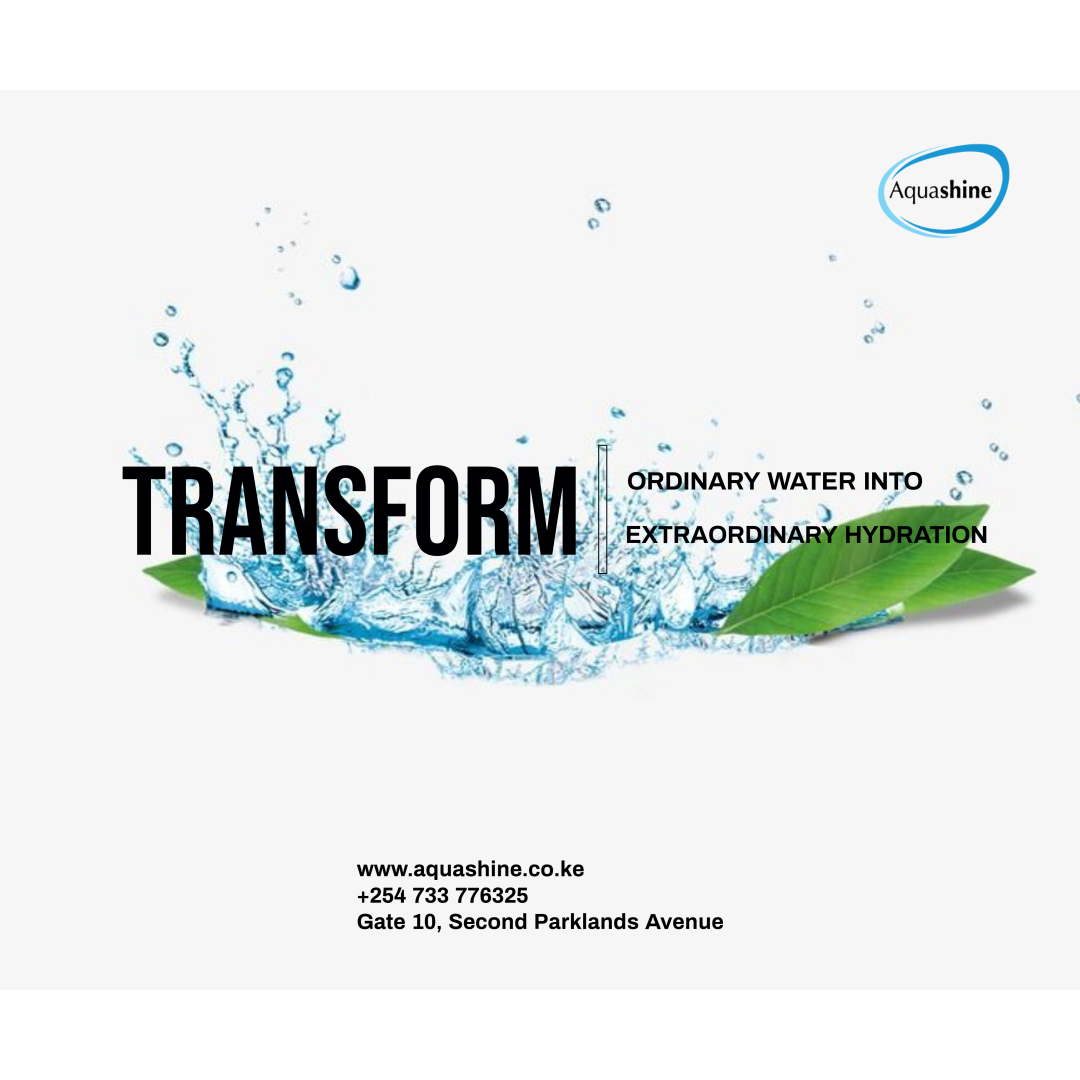 Aquashine
TRANSFORM
ORDINARY WATER INTO
EXTRAORDINARY HYDRATION
www.aquashine.co.ke
+254 733 776325
Gate 10, Second Parklands Avenue